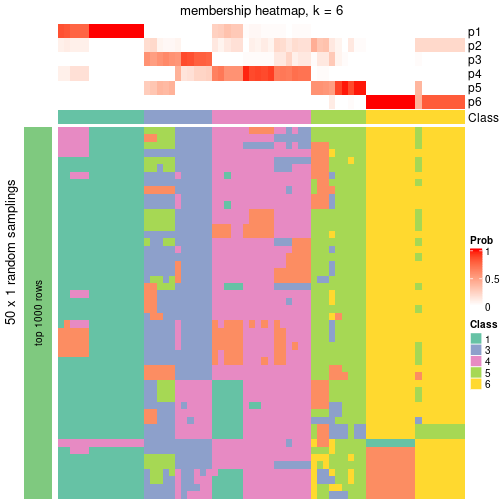 membership heatmap, k = 6
p1
p2
p3
p4
p5
p6
Class
50 x 1 random samplings
top 1000 rows
Prob
1
0.5
0
Class
1
3
4
5
6